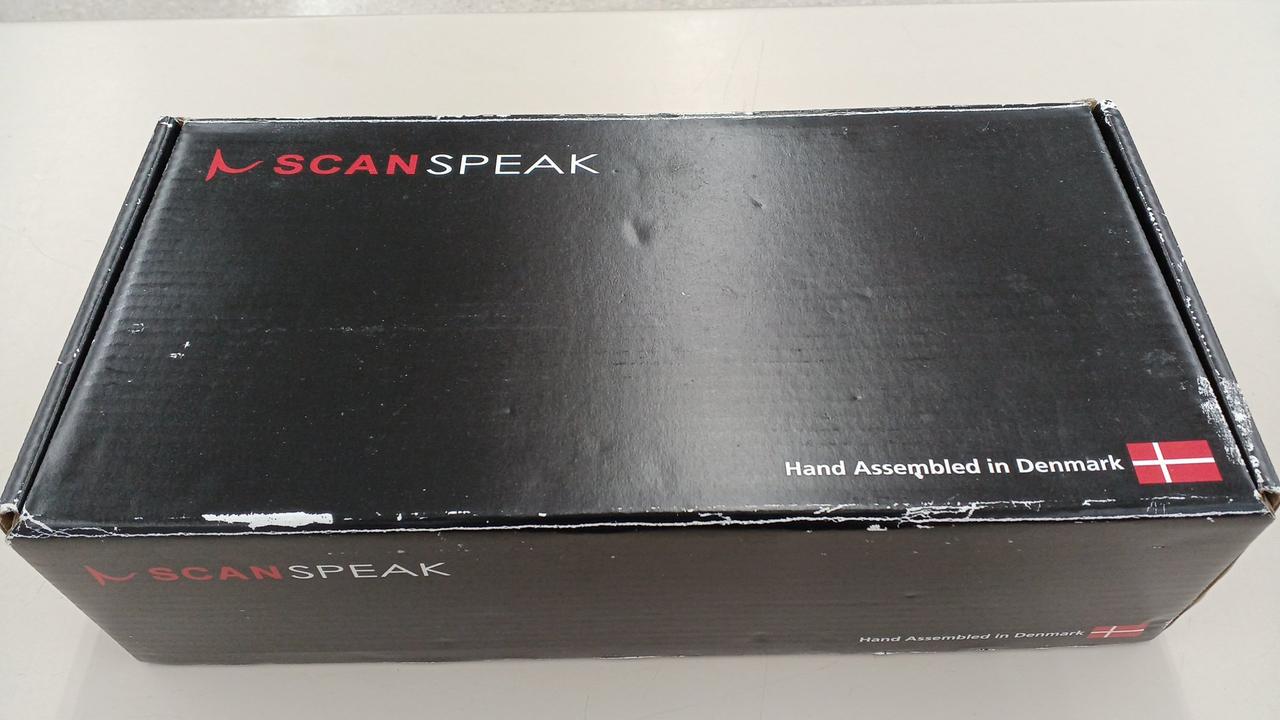 SCANSPEAK
Hand Assembled in Denmark
SCANSPEAK
Hand Assembled in Denmark